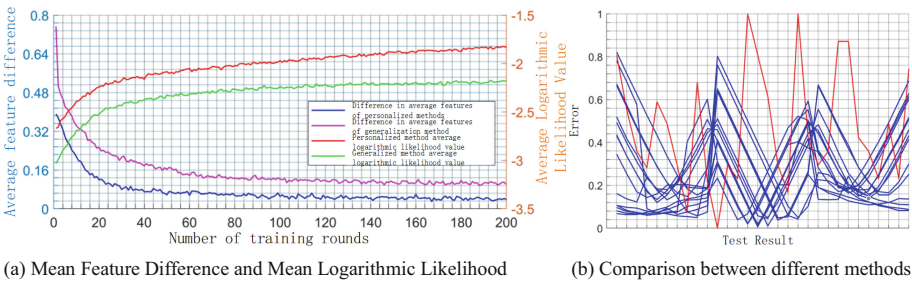 Average feature difference
0.8
0.64
0.48
0.32
0.16
0
0 20 40 60 80 100 120 140 160 180 200
Number of training rounds
-1.5
-2
-2.5
-3
-3.5
Average Logarithmic
Likelihood Value
Difference in average features
of personalized methods
Difference in average features
of generalization method
Personalized method average
logarithmic likelihood value
Generalized method average
logarithmic likelihood value
Error
1
0.8
0.6
0.4
0.2
0
Test Result
(a) Mean Feature Difference and Mean Logarithmic Likelihood
(b) Comparison between different methods